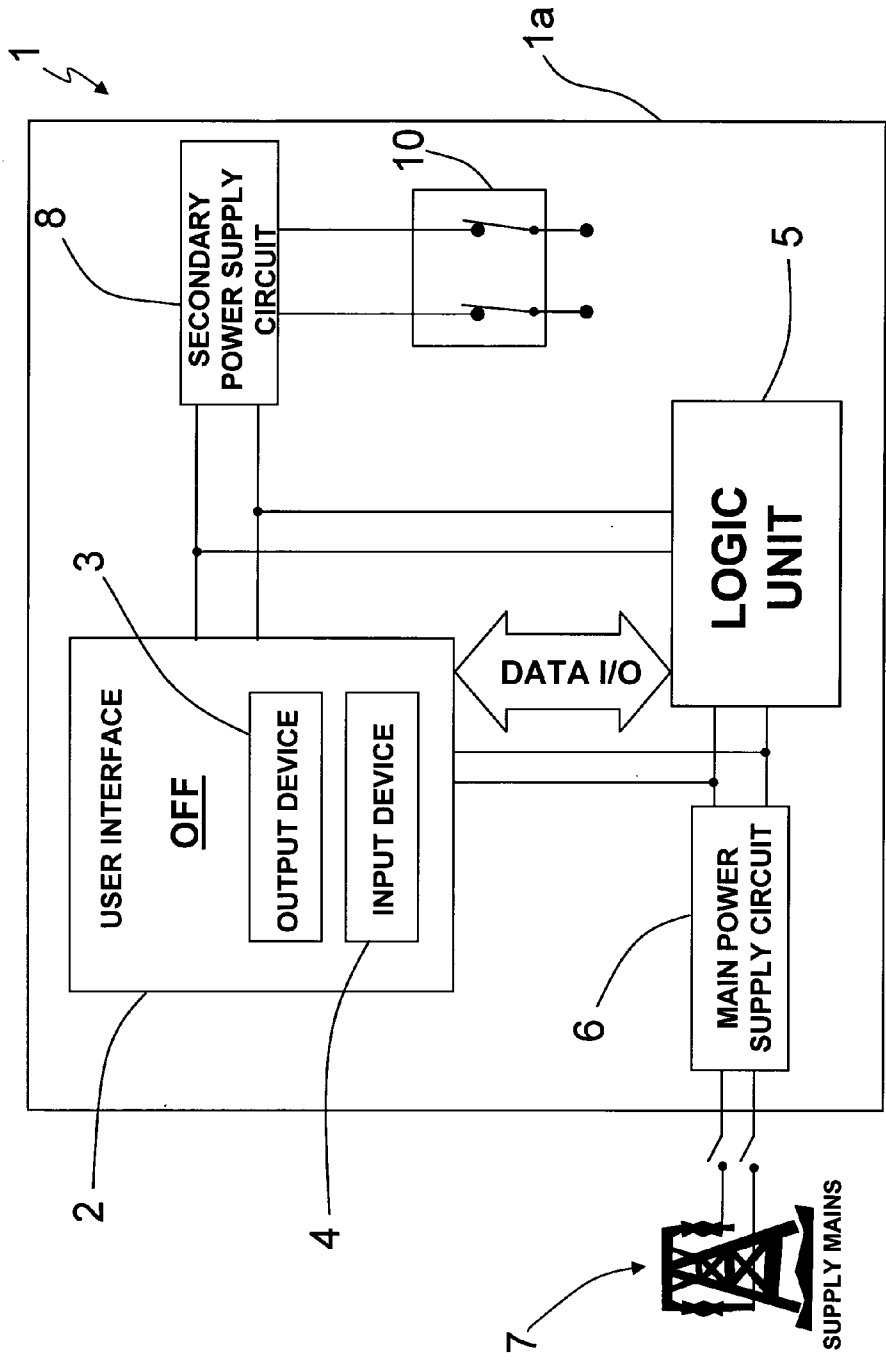 1
1a
8
SECONDARY
POWER SUPPLY
CIRCUIT
10
5
3
USER INTERFACE
OFF
OUTPUT DEVICE
INPUT DEVICE
DATA I/O
LOGIC
UNIT
2
4
6
MAIN POWER
SUPPLY CIRCUIT
7
SUPPLY MAINS